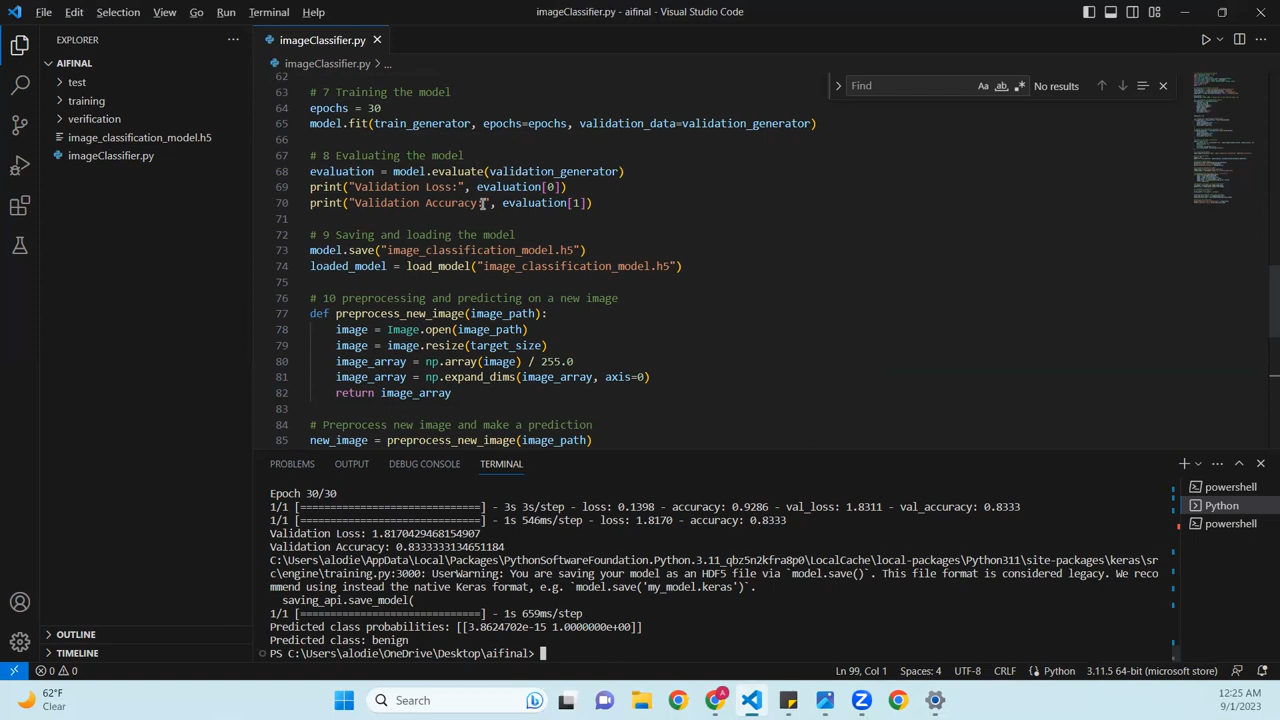 File Edit Selection View Go Run Terminal Help
imageClassifier.py - aifinal - Visual Studio Code
EXPLORER
imageClassifier.py
AIFINAL
test
training
verification
image_classification_model.h5
imageClassifier.py
imageClassifier.py > ...
Find
Aa ab .*
No results
62
63 # 7 Training the model
64 epochs = 30
65 model.fit(train_generator, epochs=epochs, validation_data=validation_generator)
66
67 # 8 Evaluating the model
68 evaluation = model.evaluate(validation_generator)
69 print("Validation Loss:", evaluation[0])
70 print("Validation Accuracy:", evaluation[1])
71
72 # 9 Saving and loading the model
73 model.save("image_classification_model.h5")
74 loaded_model = load_model("image_classification_model.h5")
75
76 # 10 preprocessing and predicting on a new image
77 def preprocess_new_image(image_path):
78 image = Image.open(image_path)
79 image = image.resize(target_size)
80 image_array = np.array(image) / 255.0
81 image_array = np.expand_dims(image_array, axis=0)
82 return image_array
83
84 # Preprocess new image and make a prediction
85 new_image = preprocess_new_image(image_path)
PROBLEMS OUTPUT DEBUG CONSOLE TERMINAL
powershell
Python
powershell
Epoch 30/30
1/1 [==============================] - 3s 3s/step - loss: 0.1398 - accuracy: 0.9286 - val_loss: 1.8311 - val_accuracy: 0.8333
1/1 [==============================] - 1s 546ms/step - loss: 1.8170 - accuracy: 0.8333
Validation Loss: 1.8170429468154907
Validation Accuracy: 0.8333333134651184
C:\Users\alodie\AppData\Local\Packages\PythonSoftwareFoundation.Python.3.11_qbz5n2kfra8p0\LocalCache\local-packages\Python311\site-packages\keras\sr
c\engine\training.py:3000: UserWarning: You are saving your model as an HDF5 file via `model.save()`. This file format is considered legacy. We reco
mmend using instead the native Keras format, e.g. `model.save('my_model.keras')`.
saving_api.save_model(
1/1 [==============================] - 1s 659ms/step
Predicted class probabilities: [[3.8624702e-15 1.0000000e+00]]
Predicted class: benign
PS C:\Users\alodie\OneDrive\Desktop\aifinal>
OUTLINE
TIMELINE
0 0
Ln 99, Col 1 Spaces: 4 UTF-8 CRLF Python 3.11.5 64-bit (microsoft store)
62°F
Clear
Search
A
12:25 AM
9/1/2023